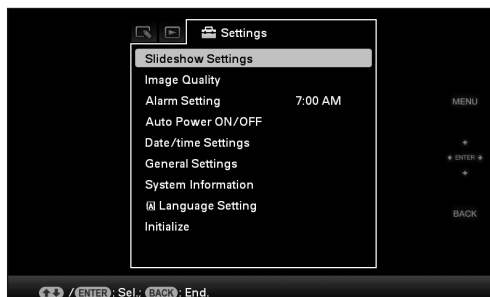 Settings
Slideshow Settings
Image Quality
Alarm Setting 7:00 AM
Auto Power ON/OFF
Date/time Settings
General Settings
System Information
A Language Setting
Initialize
MENU
ENTER
BACK
/ENTER: Sel.; BACK: End.